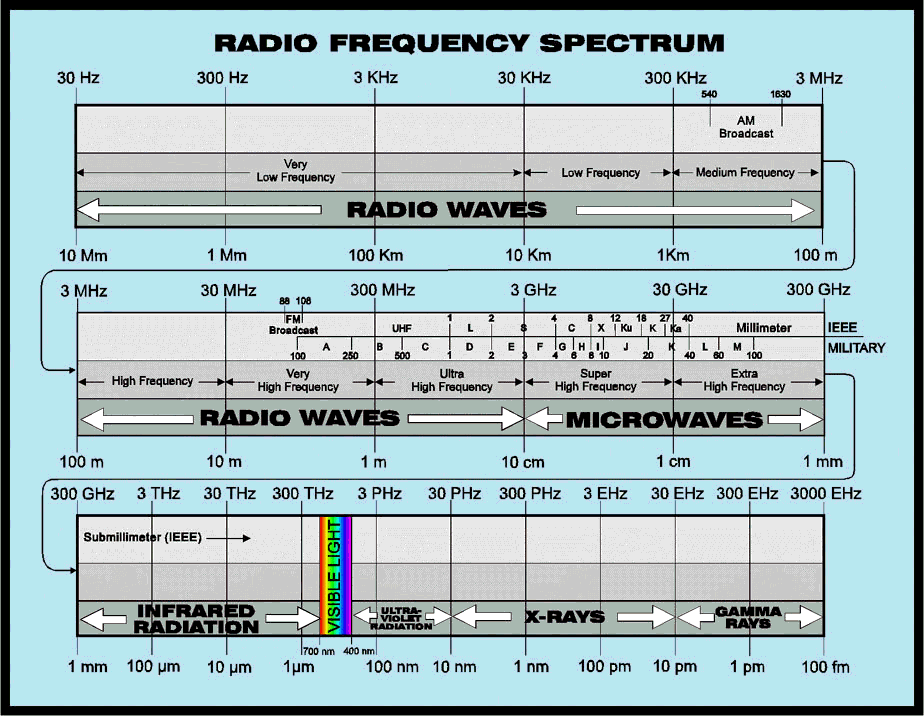 RADIO FREQUENCY SPECTRUM
30 Hz 300 Hz 3 KHz 30 KHz 300 KHz 3 MHz
540 1630
AM
Broadcast
Very
Low Frequency
Low Frequency
Medium Frequency
RADIO WAVES
10 Mm 1 Mm 100 Km 10 Km 1Km 100 m
3 MHz 30 MHz 300 MHz 3 GHz 30 GHz 300 GHz
88 108
FM
Broadcast
1 2 4 8 12 18 27 40
UHF L S C X Ku K Ka Millimeter IEEE
A B C D E F G H I J K L M MILITARY
100 250 500 1 2 3 4 6 8 10 20 40 60 100
High Frequency
Very
High Frequency
Ultra
High Frequency
Super
High Frequency
Extra
High Frequency
RADIO WAVES MICROWAVES
100 m 10 m 1 m 10 cm 1 cm 1 mm
300 GHz 3 THz 30 THz 300 THz 3 PHz 30 PHz 300 PHz 3 EHz 30 EHz 300 EHz 3000 EHz
Submillimeter (IEEE)
VISIBLE LIGHT
INFRARED
RADIATION
ULTRA-
VIOLET
RADIATION
X-RAYS
GAMMA
RAYS
700 nm 400 nm
1 mm 100 µm 10 µm 1µm 100 nm 10 nm 1 nm 100 pm 10 pm 1 pm 100 fm